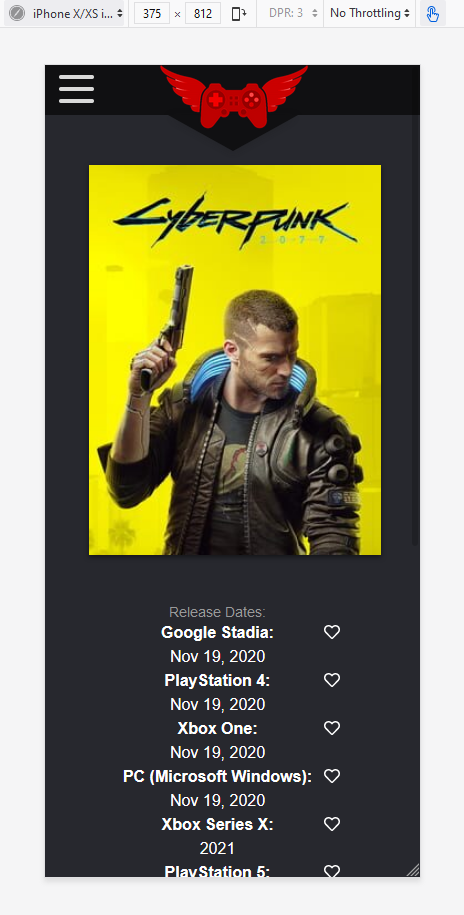 iPhone X/XS i...
375 × 812
DPR: 3
No Throttling
Cyberpunk
2077
Release Dates:
Google Stadia:
Nov 19, 2020
PlayStation 4:
Nov 19, 2020
Xbox One:
Nov 19, 2020
PC (Microsoft Windows):
Nov 19, 2020
Xbox Series X:
2021
PlayStation 5: